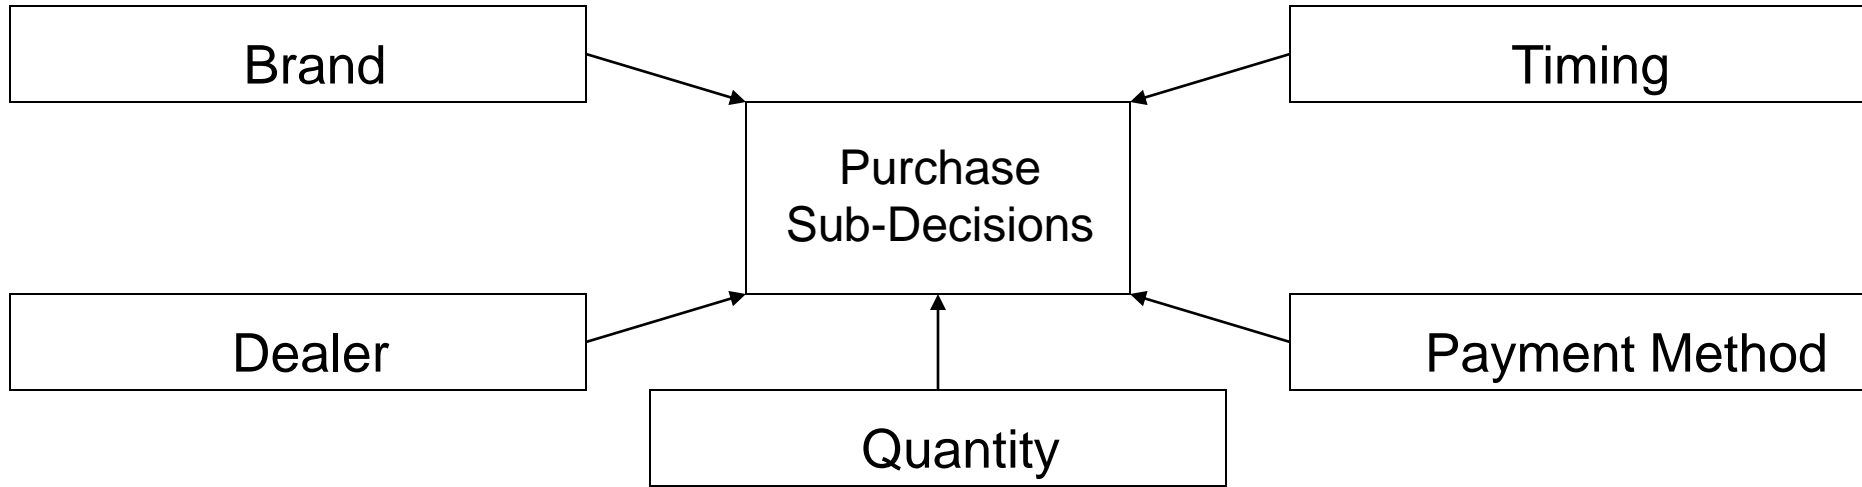 Brand
Timing
Purchase
Sub-Decisions
Dealer
Payment Method
Quantity